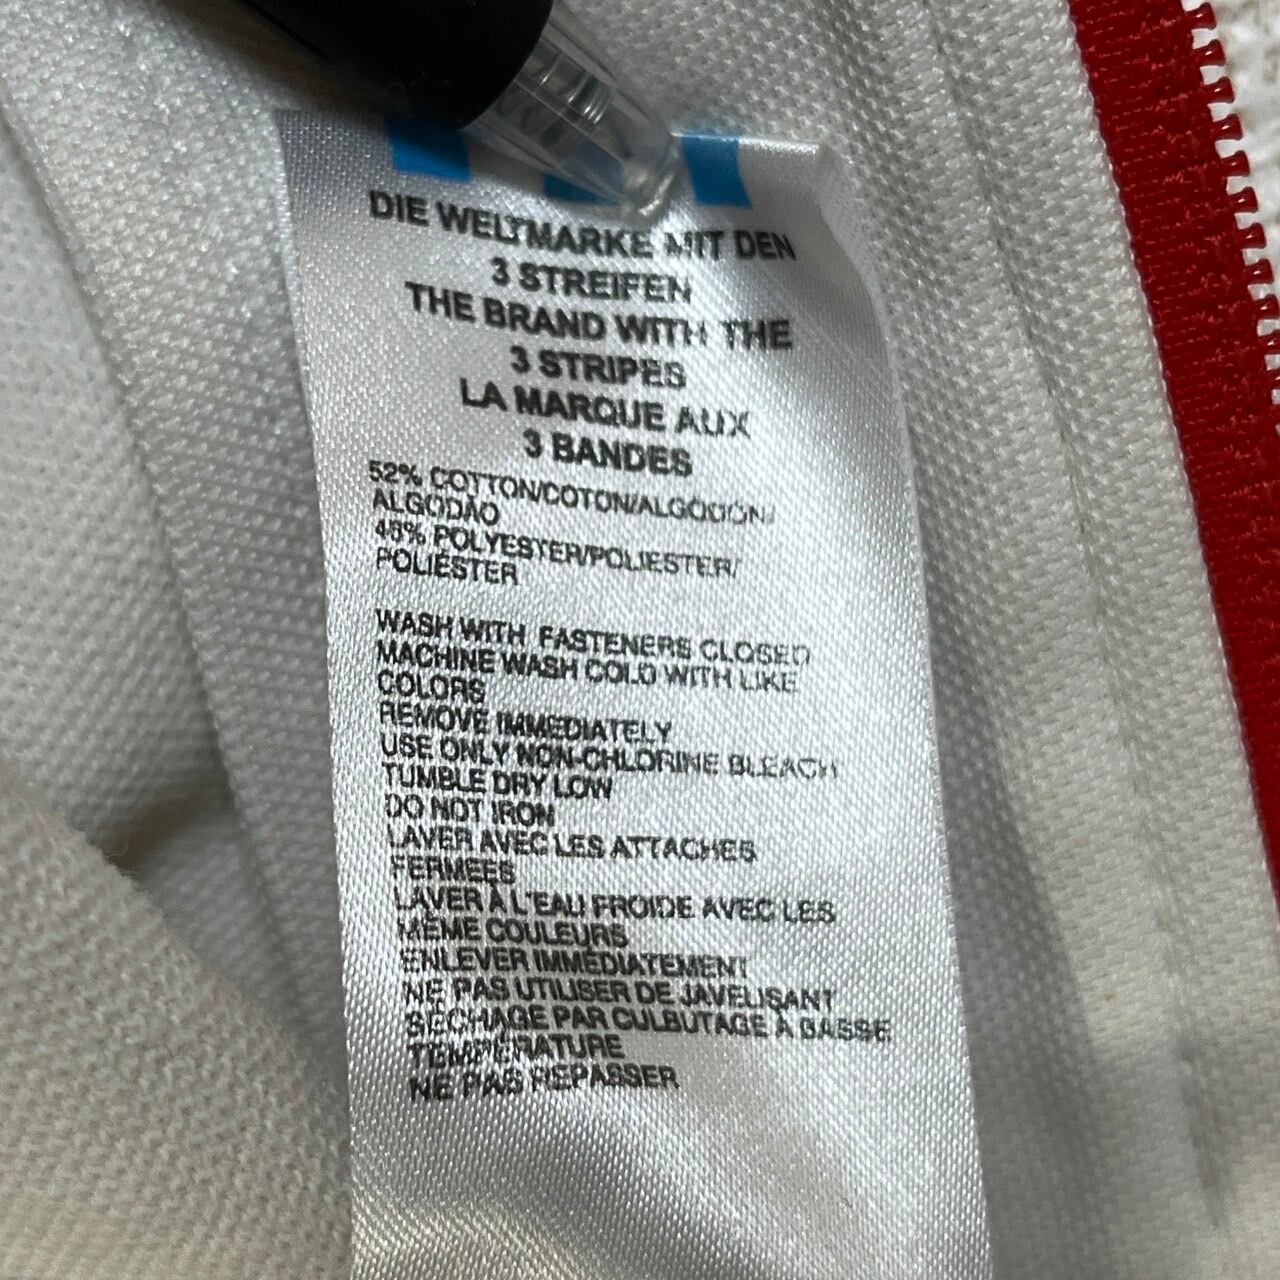 DIE WELTMARKE MIT DEN
3 STREIFEN
THE BRAND WITH THE
3 STRIPES
LA MARQUE AUX
3 BANDES
52% COTTON/COTON/ALGODÓN/
ALGODÃO
48% POLYESTER/POLIESTER/
POLIÉSTER
WASH WITH FASTENERS CLOSED
MACHINE WASH COLD WITH LIKE
COLORS
REMOVE IMMEDIATELY
USE ONLY NON-CHLORINE BLEACH
TUMBLE DRY LOW
DO NOT IRON
LAVER AVEC LES ATTACHES
FERMEES
LAVER À L'EAU FROIDE AVEC LES
MÊME COULEURS
ENLEVER IMMÉDIATEMENT
NE PAS UTILISER DE JAVELISANT
SÉCHAGE PAR CULBUTAGE À BASSE
TEMPÉRATURE
NE PAS REPASSER